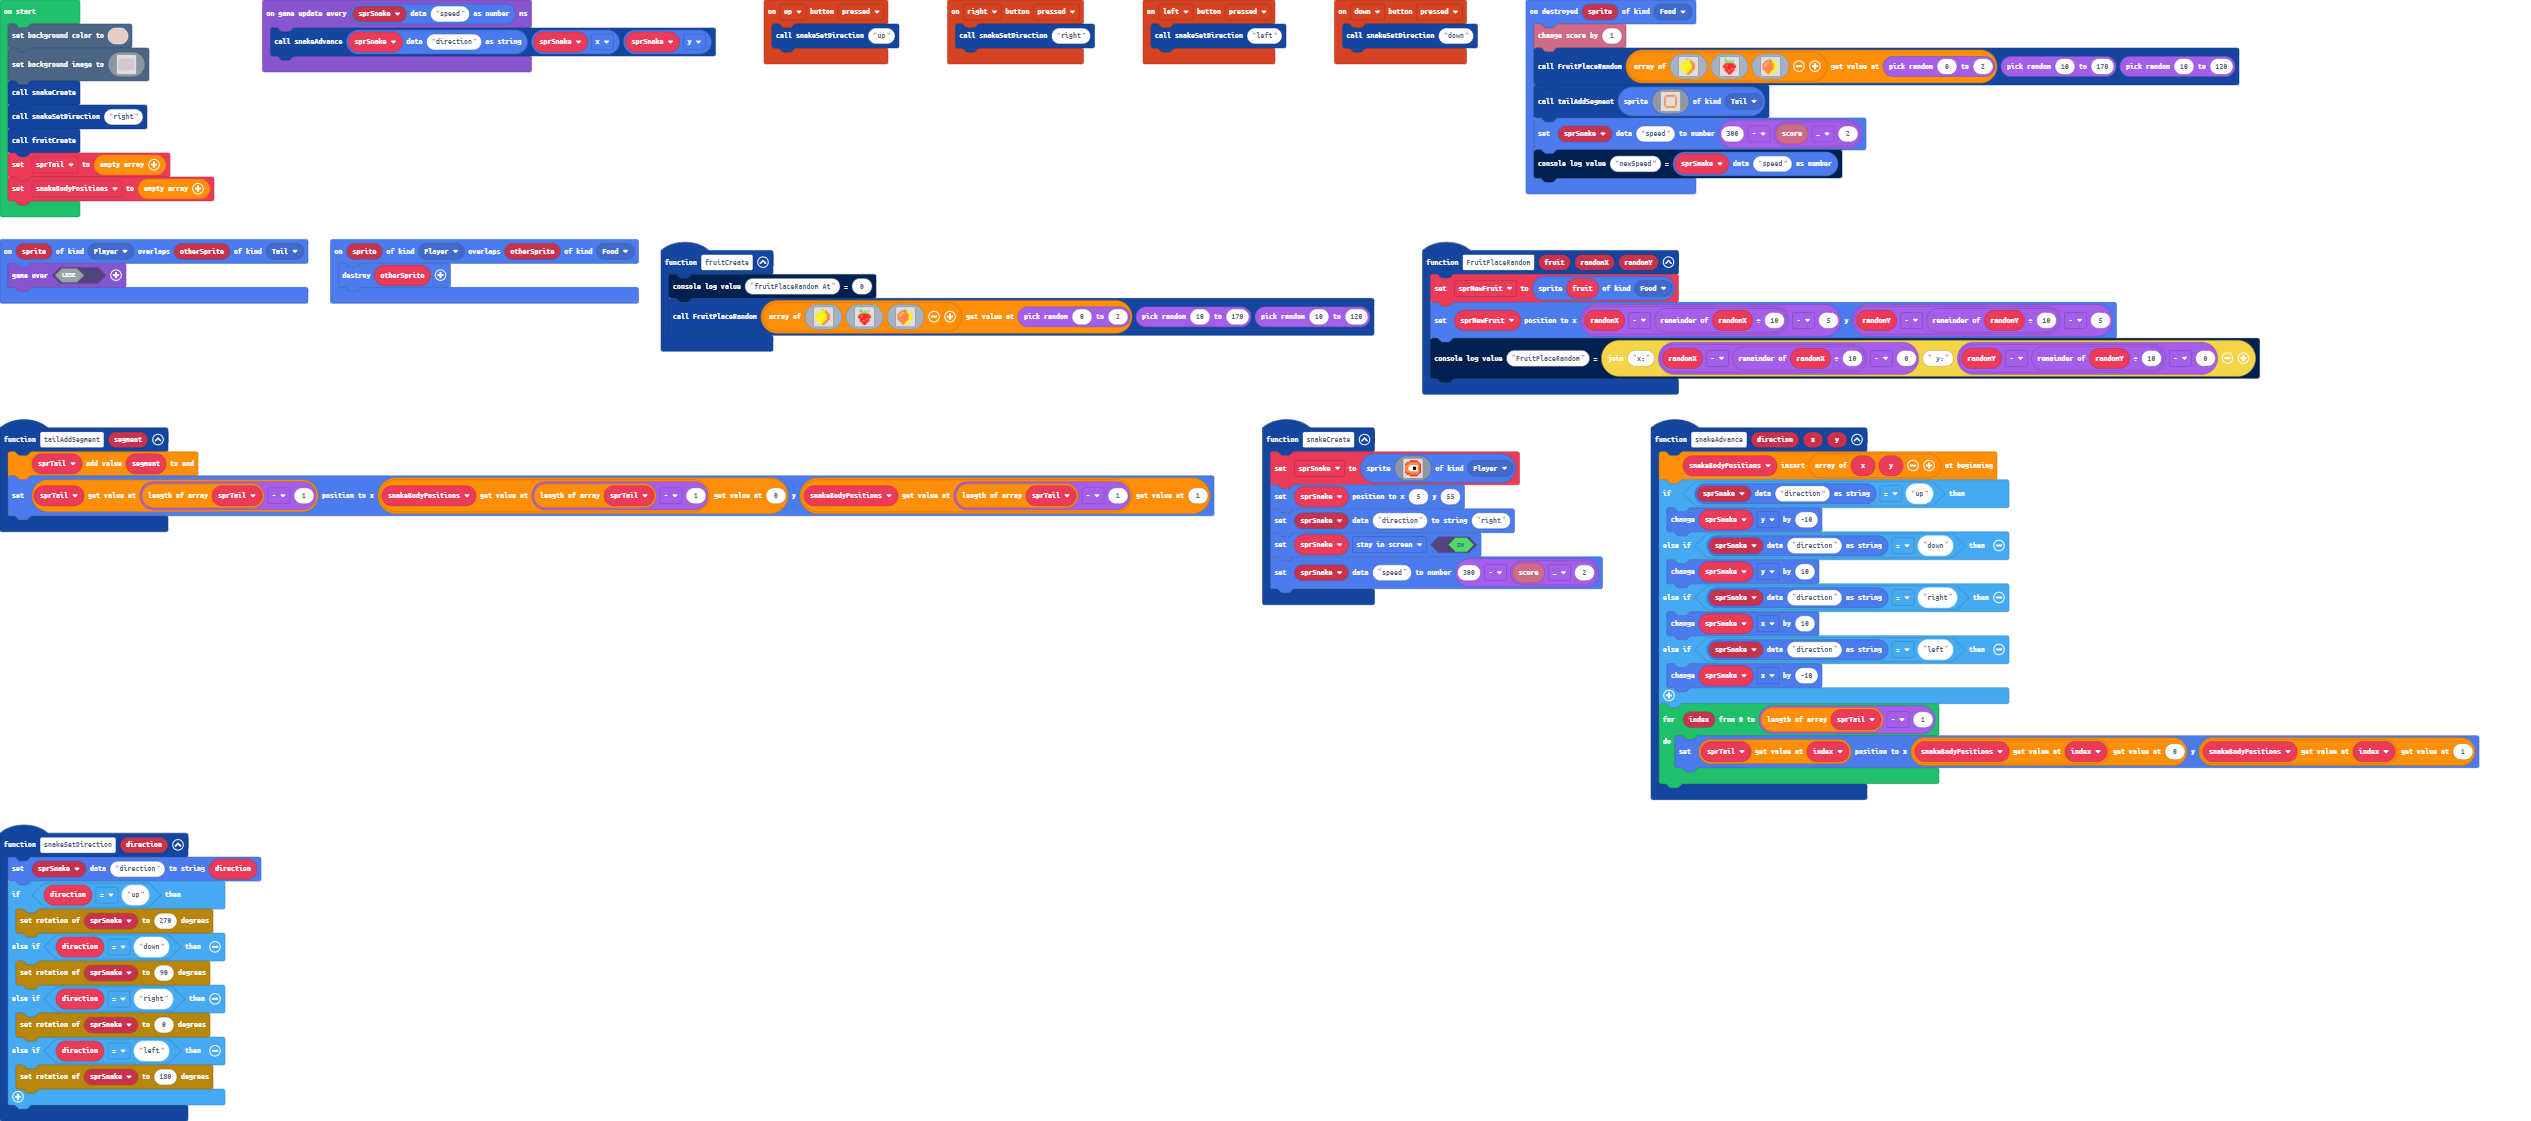 on start
set background color to
set background image to
call snakeCreate
call snakeSetDirection "right"
call fruitCreate
set sprTail to empty array
set snakeBodyPositions to empty array
on game update every sprSnake data "speed" as number ms
call snakeAdvance sprSnake data "direction" as string sprSnake x sprSnake y
on up button pressed
call snakeSetDirection "up"
on right button pressed
call snakeSetDirection "right"
on left button pressed
call snakeSetDirection "left"
on down button pressed
call snakeSetDirection "down"
on destroyed sprite of kind Food
change score by 1
call FruitPlaceRandom array of get value at pick random 0 to 2 pick random 10 to 170 pick random 10 to 120
call tailAddSegment sprite of kind Tail
set sprSnake data "speed" to number 300 - score 2
console log value "newSpeed" = sprSnake data "speed" as number
on sprite of kind Player overlaps otherSprite of kind Tail
game over LOSE
on sprite of kind Player overlaps otherSprite of kind Food
destroy otherSprite
function fruitCreate
console log value "fruitPlaceRandom At" = 0
call FruitPlaceRandom array of get value at pick random 0 to 2 pick random 10 to 170 pick random 10 to 120
function FruitPlaceRandom fruit randomX randomY
set sprNewFruit to sprite fruit of kind Food
set sprNewFruit position to x randomX - remainder of randomX ÷ 10 - 5 y randomY - remainder of randomY ÷ 10 - 5
console log value "FruitPlaceRandom" = join "x:" randomX - remainder of randomX ÷ 10 - 0 " y:" randomY - remainder of randomY ÷ 10 - 0
function tailAddSegment segment
sprTail add value segment to end
set sprTail get value at length of array sprTail - 1 position to x snakeBodyPositions get value at length of array sprTail - 1 get value at 0 y snakeBodyPositions get value at length of array sprTail - 1 get value at 1
function snakeCreate
set sprSnake to sprite of kind Player
set sprSnake position to x 5 y 55
set sprSnake data "direction" to string "right"
set sprSnake stay in screen ON
set sprSnake data "speed" to number 300 - score 2
function snakeAdvance direction x y
snakeBodyPositions insert array of x y at beginning
if sprSnake data "direction" as string = "up" then
change sprSnake y by -10
else if sprSnake data "direction" as string = "down" then
change sprSnake y by 10
else if sprSnake data "direction" as string = "right" then
change sprSnake x by 10
else if sprSnake data "direction" as string = "left" then
change sprSnake x by -10
for index from 0 to length of array sprTail - 1
do set sprTail get value at index position to x snakeBodyPositions get value at index get value at 0 y snakeBodyPositions get value at index get value at 1
function snakeSetDirection direction
set sprSnake data "direction" to string direction
if direction = "up" then
set rotation of sprSnake to 270 degrees
else if direction = "down" then
set rotation of sprSnake to 90 degrees
else if direction = "right" then
set rotation of sprSnake to 0 degrees
else if direction = "left" then
set rotation of sprSnake to 180 degrees